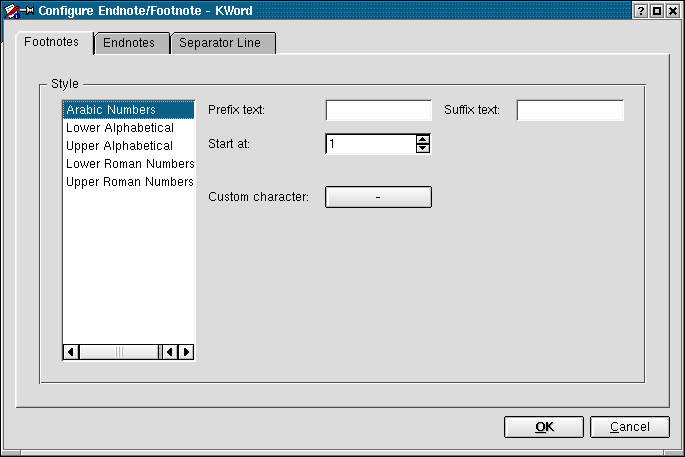 Configure Endnote/Footnote - KWord
Footnotes Endnotes Separator Line
Style
Arabic Numbers
Lower Alphabetical
Upper Alphabetical
Lower Roman Numbers
Upper Roman Numbers
Prefix text: Suffix text:
Start at: 1
Custom character: -
OK Cancel